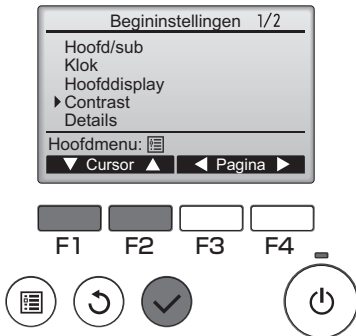 Begininstellingen 1/2
Hoofd/sub
Klok
Hoofddisplay
Contrast
Details
Hoofdmenu:
Cursor Pagina
F1 F2 F3 F4